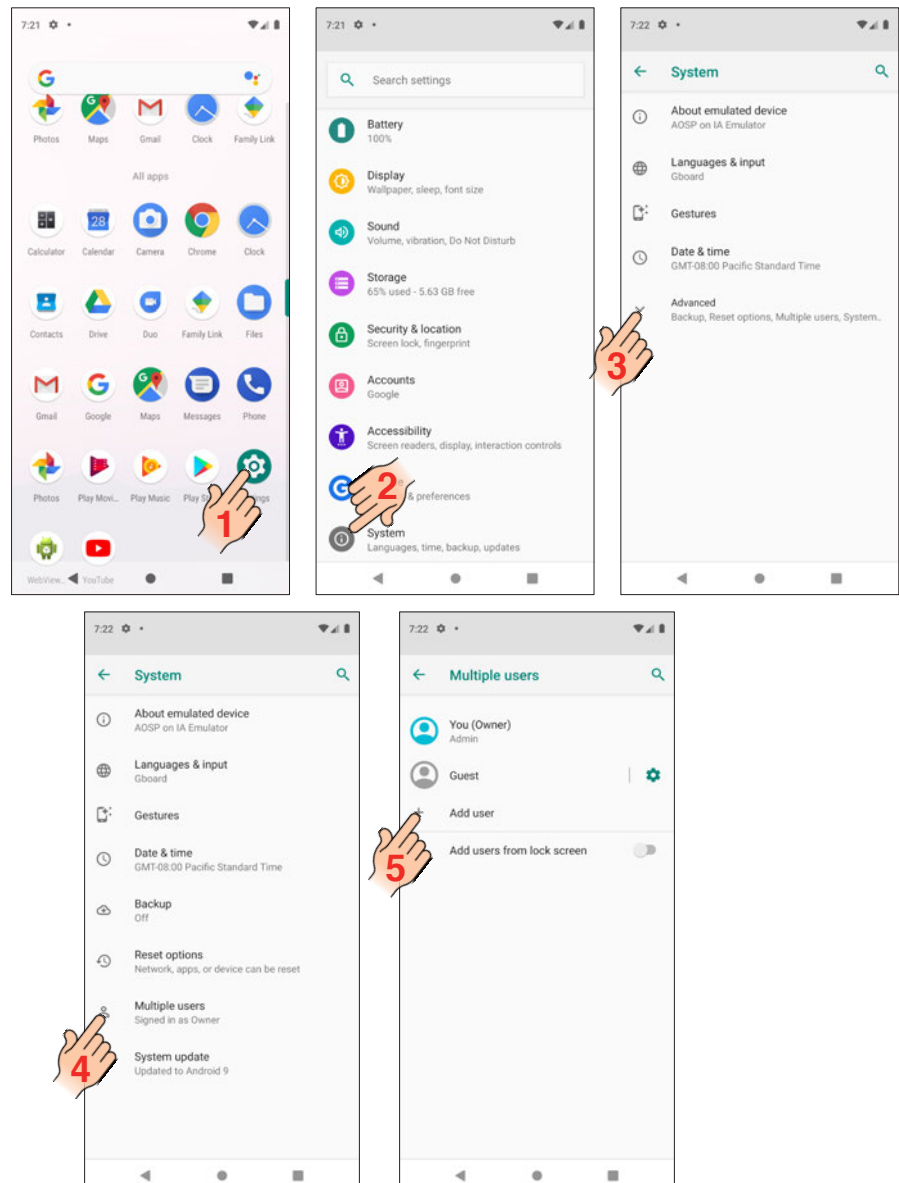 7:21
Photos Maps Gmail Clock Family Link
All apps
28
Calculator Calendar Camera Chrome Clock
Contacts Drive Duo Family Link Files
Gmail Google Maps Messages Phone
Photos Play Movi... Play Music Play St ngs
1
WebView... YouTube
7:21
Search settings
Battery
100%
Display
Wallpaper, sleep, font size
Sound
Volume, vibration, Do Not Disturb
Storage
65% used - 5.63 GB free
Security & location
Screen lock, fingerprint
Accounts
Google
Accessibility
Screen readers, display, interaction controls
2
& preferences
System
Languages, time, backup, updates
7:22
System
About emulated device
AOSP on IA Emulator
Languages & input
Gboard
Gestures
Date & time
GMT-08:00 Pacific Standard Time
Advanced
Backup, Reset options, Multiple users, System..
3
7:22
System
About emulated device
AOSP on IA Emulator
Languages & input
Gboard
Gestures
Date & time
GMT-08:00 Pacific Standard Time
Backup
Off
Reset options
Network, apps, or device can be reset
Multiple users
Signed in as Owner
4
System update
Updated to Android 9
7:22
Multiple users
You (Owner)
Admin
Guest
Add user
Add users from lock screen
5